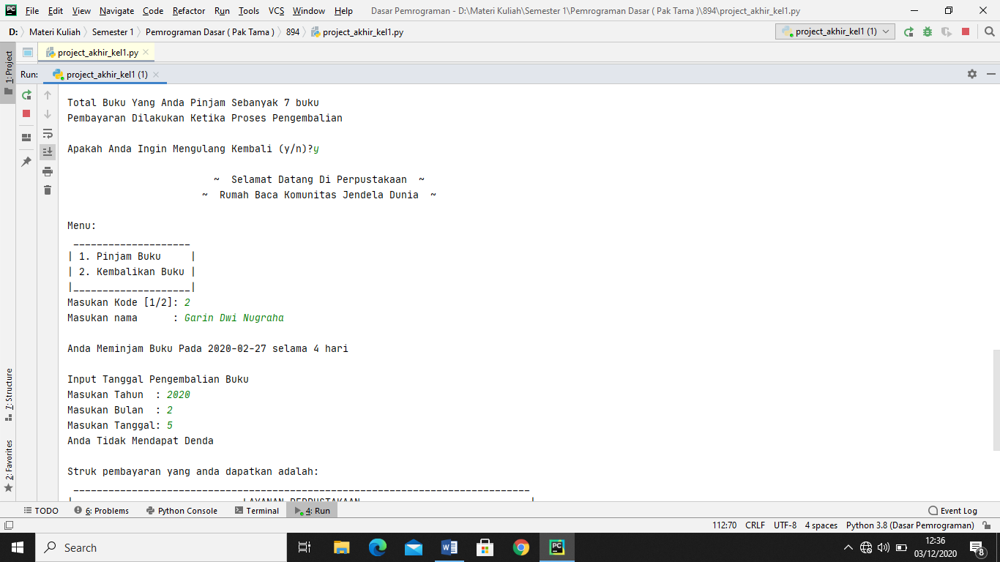 File Edit View Navigate Code Refactor Run Tools VCS Window Help Dasar Pemrograman - D:\Materi Kuliah\Semester 1\Pemrograman Dasar ( Pak Tama )\894\project_akhir_kel1.py
D: Materi Kuliah Semester 1 Pemrograman Dasar ( Pak Tama ) 894 project_akhir_kel1.py project_akhir_kel1 (1)
project_akhir_kel1.py
1: Project
Run: project_akhir_kel1 (1)
Total Buku Yang Anda Pinjam Sebanyak 7 buku
Pembayaran Dilakukan Ketika Proses Pengembalian
Apakah Anda Ingin Mengulang Kembali (y/n)?y
~  Selamat Datang Di Perpustakaan  ~
~  Rumah Baca Komunitas Jendela Dunia  ~
Menu:
____________________
| 1. Pinjam Buku     |
| 2. Kembalikan Buku |
|____________________|
Masukan Kode [1/2]: 2
Masukan nama      : Garin Dwi Nugraha
Anda Meminjam Buku Pada 2020-02-27 selama 4 hari
Input Tanggal Pengembalian Buku
Masukan Tahun  : 2020
Masukan Bulan  : 2
Masukan Tanggal: 5
Anda Tidak Mendapat Denda
Struk pembayaran yang anda dapatkan adalah:
______________________________________________________________________________
LAYANAN PERPUSTAKAAN
7: Structure
2: Favorites
TODO 6: Problems Python Console Terminal 4: Run Event Log
112:70 CRLF UTF-8 4 spaces Python 3.8 (Dasar Pemrograman)
Search
12:36
03/12/2020
8